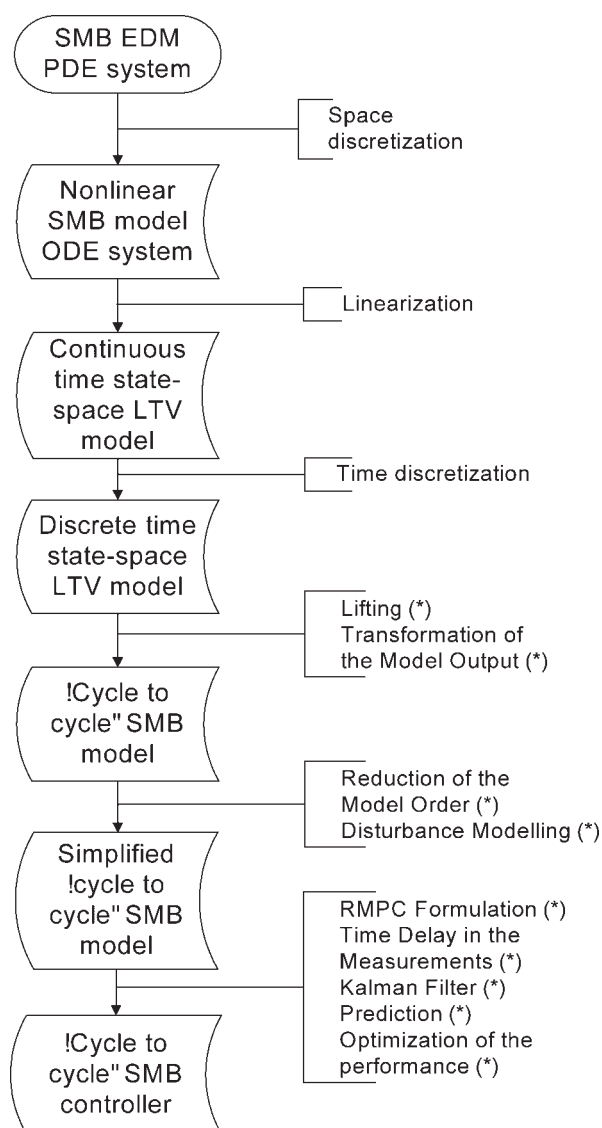 SMB EDM
PDE system
Space
discretization
Nonlinear
SMB model
ODE system
Linearization
Continuous
time state-
space LTV
model
Time discretization
Discrete time
state-space
LTV model
Lifting (*)
Transformation of
the Model Output (*)
!Cycle to
cycle" SMB
model
Reduction of the
Model Order (*)
Disturbance Modelling (*)
Simplified
!cycle to
cycle" SMB
model
RMPC Formulation (*)
Time Delay in the
Measurements (*)
Kalman Filter (*)
Prediction (*)
Optimization of the
performance (*)
!Cycle to
cycle" SMB
controller